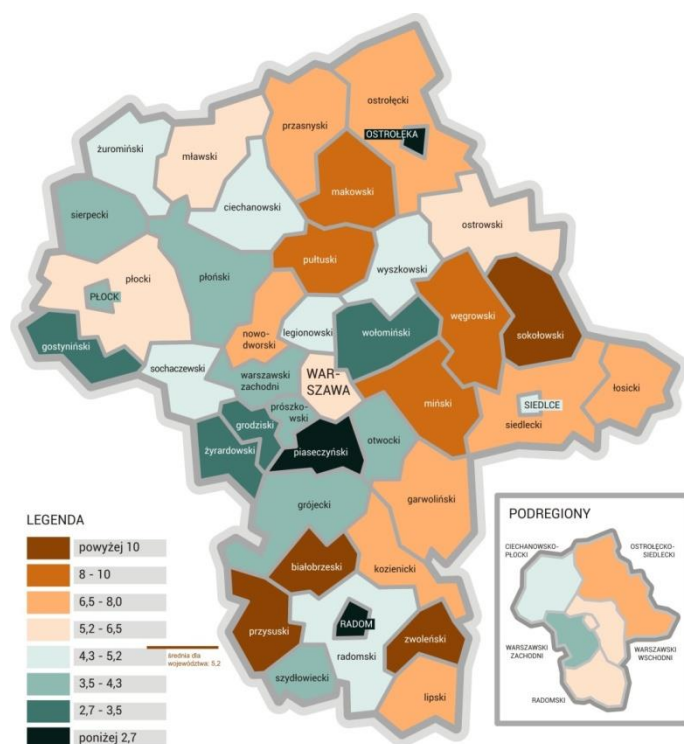 ostrołęcki
przasnyski
OSTROŁĘKA
żuromiński
mławski
makowski
ciechanowski
sierpecki
ostrowski
pułtuski
wyszkowski
płocki
płoński
PŁOCK
węgrowski
sokołowski
nowo-
dworski
legionowski
wołomiński
gostyniński
sochaczewski
warszawski
zachodni
WAR-
SZAWA
SIEDLCE
łosicki
miński
siedlecki
prószko-
wski
grodziski
otwocki
żyrardowski
piaseczyński
garwoliński
grójecki
białobrzeski
kozienicki
przysuski
RADOM
zwoleński
radomski
szydłowiecki
lipski
LEGENDA
powyżej 10
8 - 10
6,5 - 8,0
5,2 - 6,5
4,3 - 5,2
średnia dla
województwa: 5,2
3,5 - 4,3
2,7 - 3,5
poniżej 2,7
PODREGIONY
CIECHANOWSKO-
PŁOCKI
OSTROŁĘCKO-
SIEDLECKI
WARSZAWSKI
ZACHODNI
WARSZAWSKI
WSCHODNI
RADOMSKI